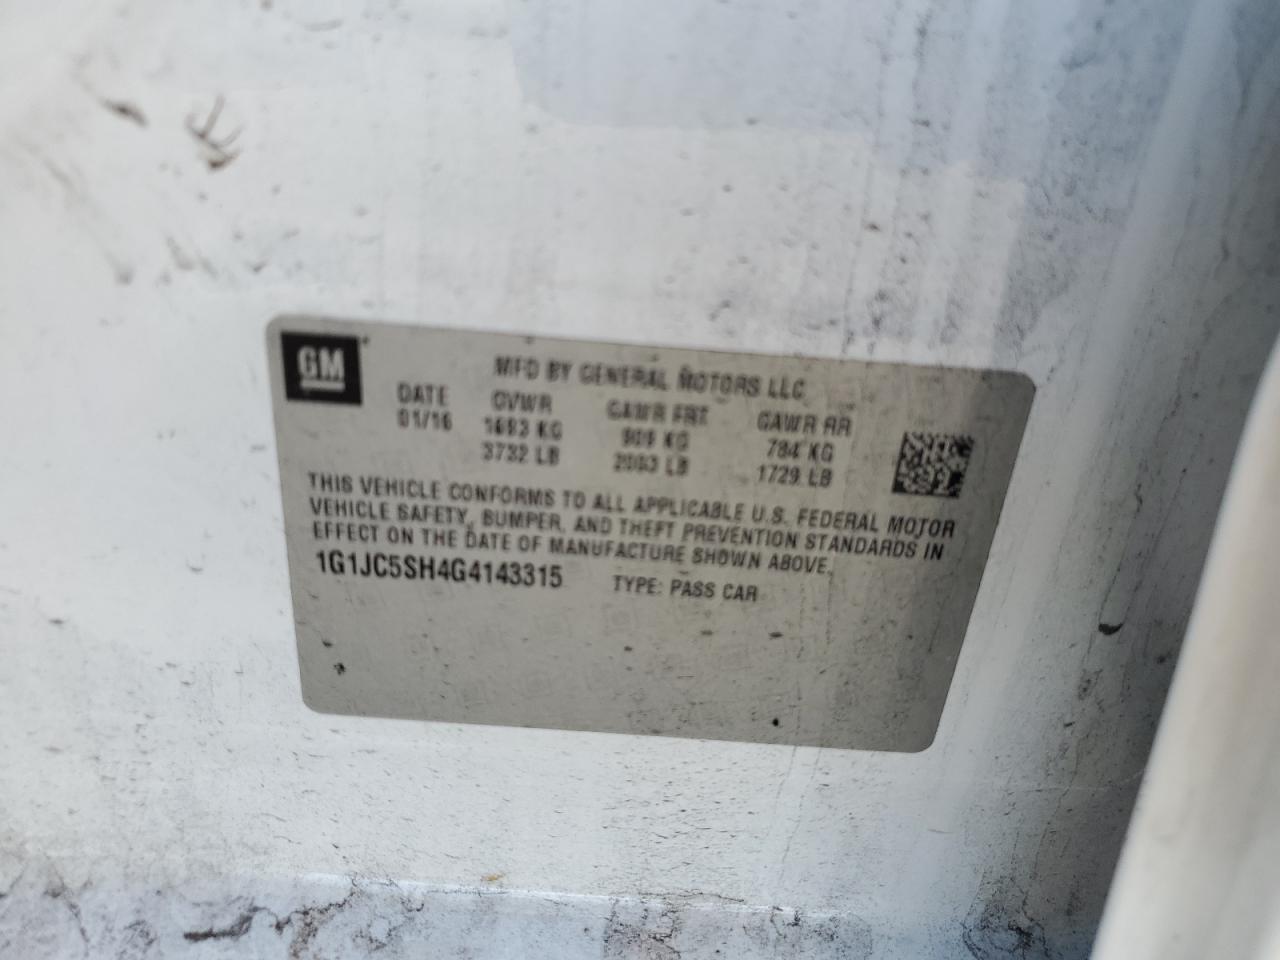 GM
MFD BY GENERAL MOTORS LLC
DATE GVWR GAWR FRT GAWR RR
01/16 1693 KG 909 KG 784 KG
3732 LB 2003 LB 1729 LB
THIS VEHICLE CONFORMS TO ALL APPLICABLE U.S. FEDERAL MOTOR
VEHICLE SAFETY, BUMPER, AND THEFT PREVENTION STANDARDS IN
EFFECT ON THE DATE OF MANUFACTURE SHOWN ABOVE.
1G1JC5SH4G4143315 TYPE: PASS CAR